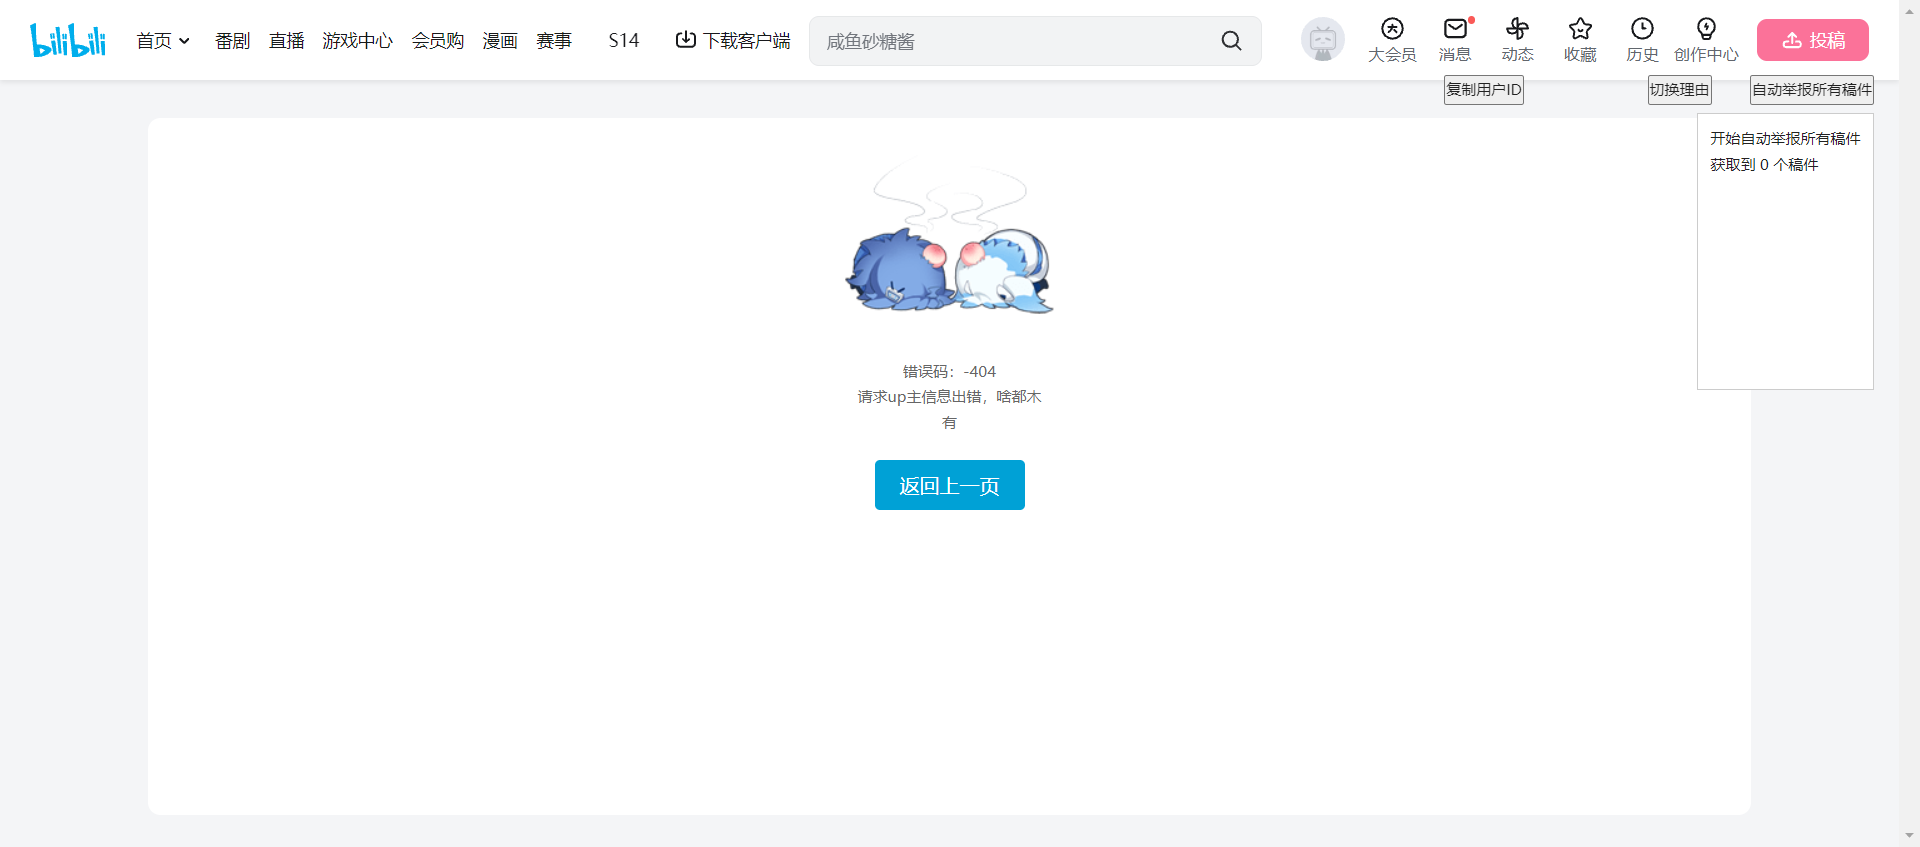 bilibili
首页
番剧
直播
游戏中心
会员购
漫画
赛事
S14
下载客户端
咸鱼砂糖酱
大会员
消息
动态
收藏
历史
创作中心
投稿
复制用户ID
切换理由
自动举报所有稿件
开始自动举报所有稿件
获取到 0 个稿件
错误码：-404
请求up主信息出错，啥都木
有
返回上一页